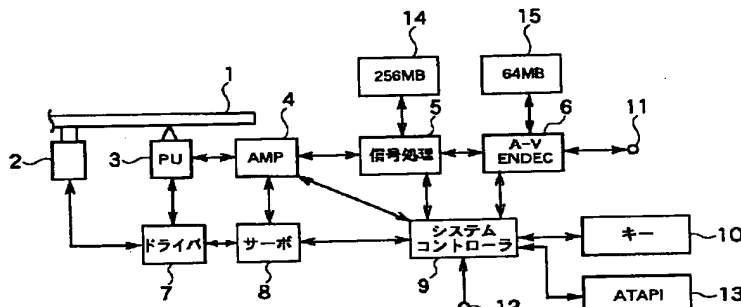 14
15
256MB
64MB
1
4
5
6
2
3
PU
AMP
信号処理
A-V
ENDEC
11
ドライバ
サーボ
システム
コントローラ
キー
10
7
8
9
12
ATAPI
13